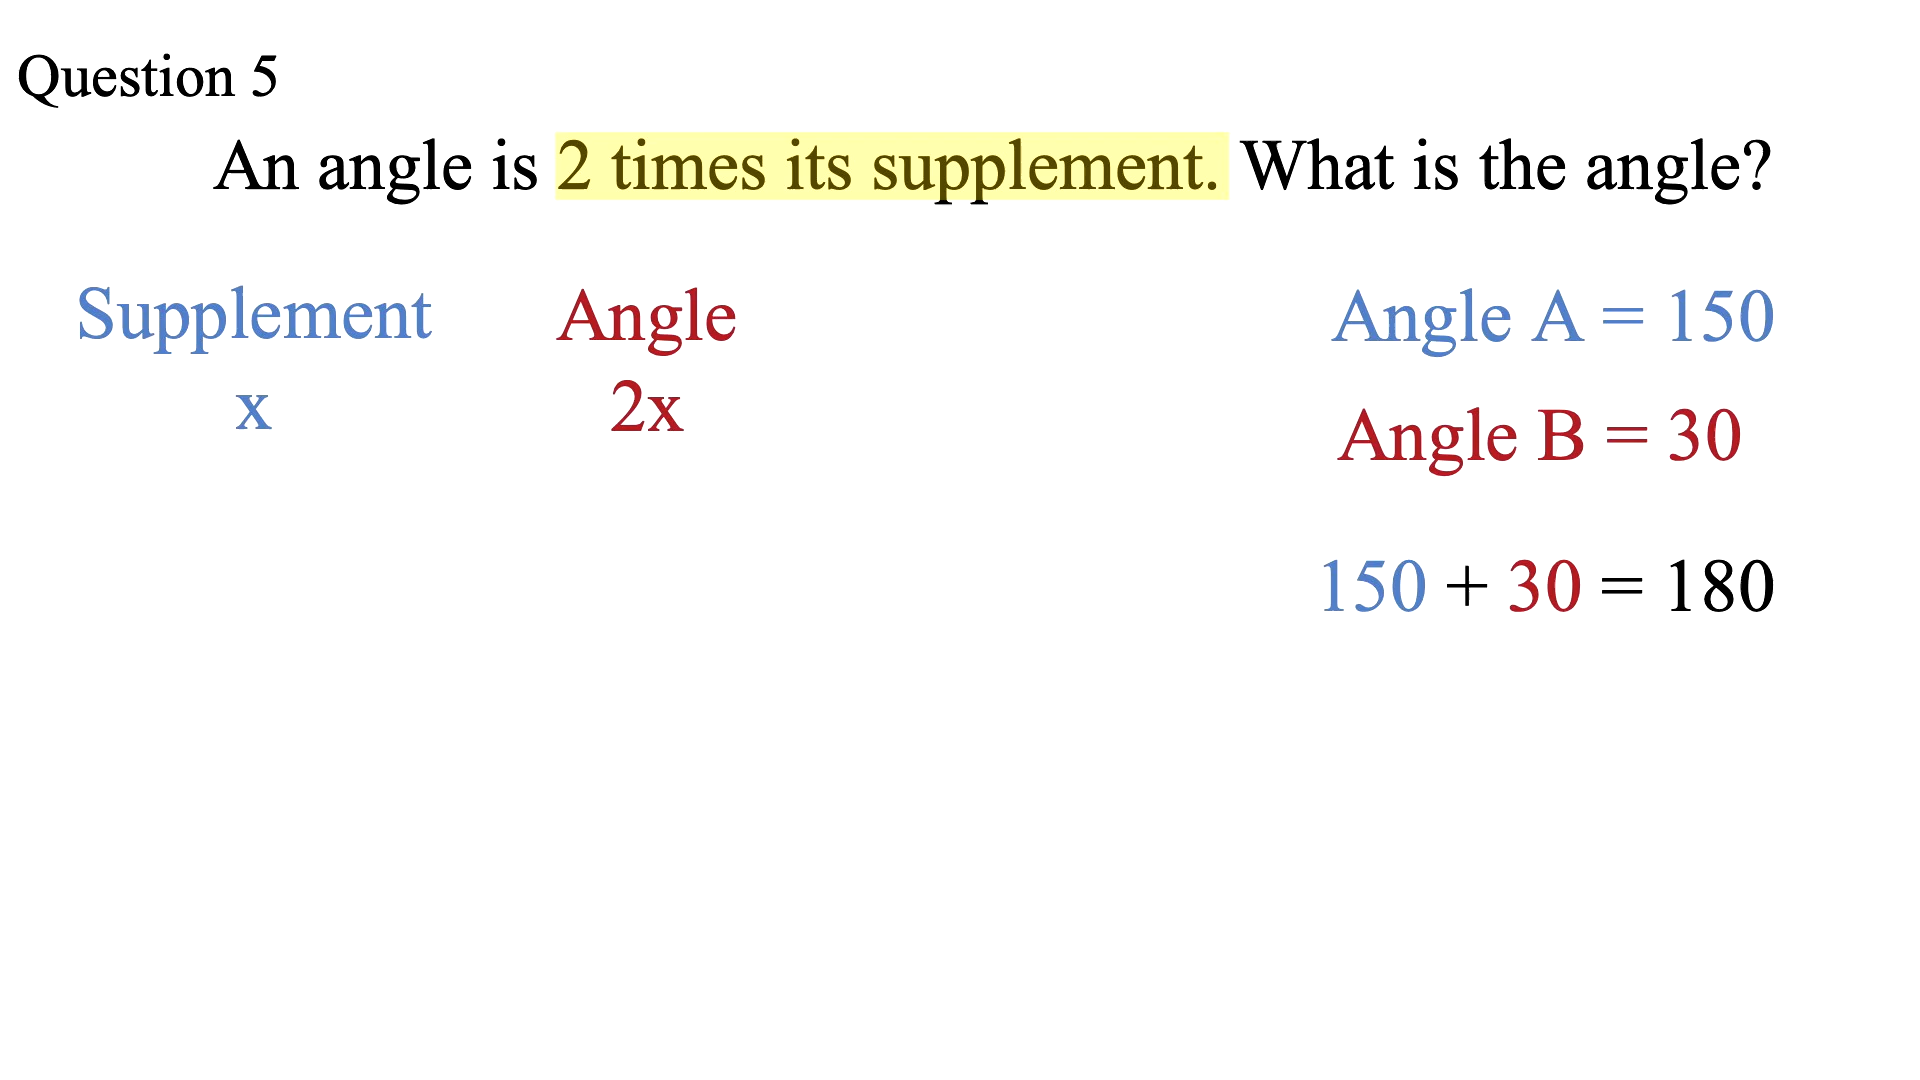 Question 5
An angle is 2 times its supplement. What is the angle?
Supplement Angle
x 2x
Angle A = 150
Angle B = 30
150 + 30 = 180